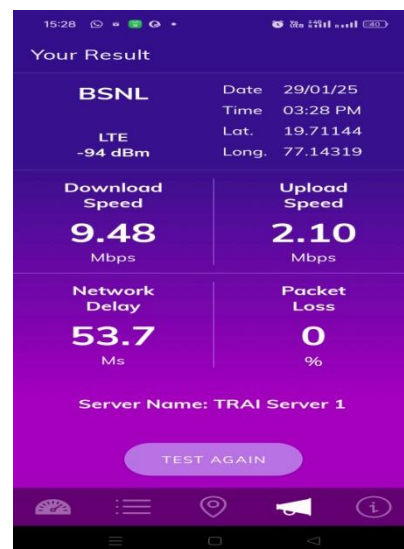 15:28
40
Your Result
BSNL
LTE
-94 dBm
Date 29/01/25
Time 03:28 PM
Lat. 19.71144
Long. 77.14319
Download
Speed
9.48
Mbps
Upload
Speed
2.10
Mbps
Network
Delay
53.7
Ms
Packet
Loss
0
%
Server Name: TRAI Server 1
TEST AGAIN